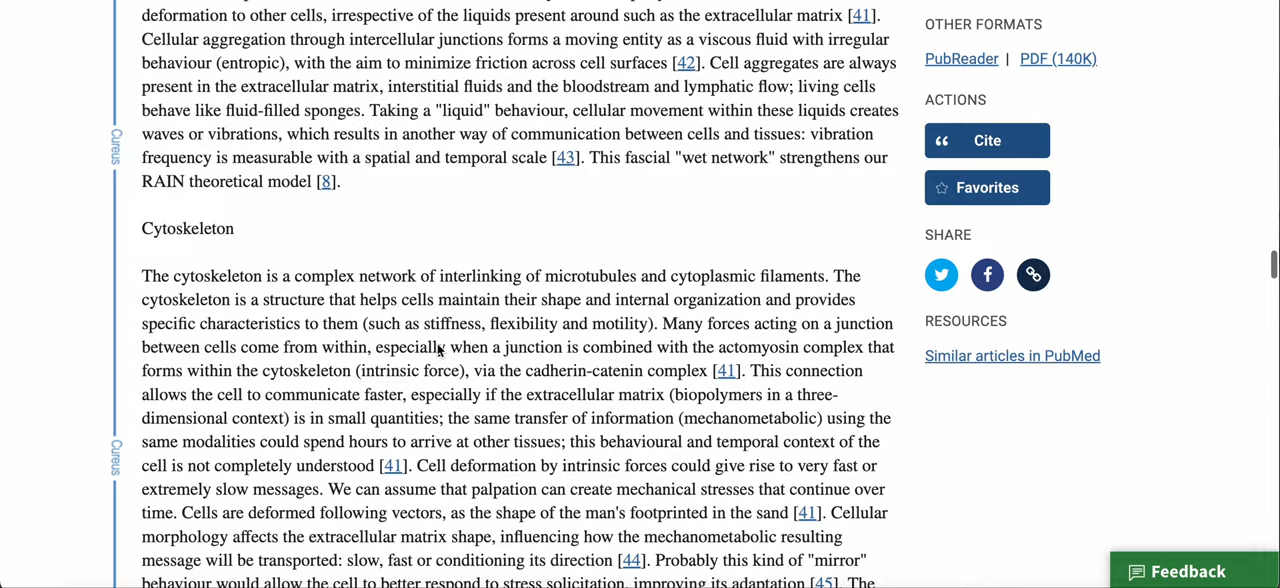 deformation to other cells, irrespective of the liquids present around such as the extracellular matrix [41].
Cellular aggregation through intercellular junctions forms a moving entity as a viscous fluid with irregular
behaviour (entropic), with the aim to minimize friction across cell surfaces [42]. Cell aggregates are always
present in the extracellular matrix, interstitial fluids and the bloodstream and lymphatic flow; living cells
behave like fluid-filled sponges. Taking a "liquid" behaviour, cellular movement within these liquids creates
waves or vibrations, which results in another way of communication between cells and tissues: vibration
frequency is measurable with a spatial and temporal scale [43]. This fascial "wet network" strengthens our
RAIN theoretical model [8].
Cytoskeleton
The cytoskeleton is a complex network of interlinking of microtubules and cytoplasmic filaments. The
cytoskeleton is a structure that helps cells maintain their shape and internal organization and provides
specific characteristics to them (such as stiffness, flexibility and motility). Many forces acting on a junction
between cells come from within, especially when a junction is combined with the actomyosin complex that
forms within the cytoskeleton (intrinsic force), via the cadherin-catenin complex [41]. This connection
allows the cell to communicate faster, especially if the extracellular matrix (biopolymers in a three-
dimensional context) is in small quantities; the same transfer of information (mechanometabolic) using the
same modalities could spend hours to arrive at other tissues; this behavioural and temporal context of the
cell is not completely understood [41]. Cell deformation by intrinsic forces could give rise to very fast or
extremely slow messages. We can assume that palpation can create mechanical stresses that continue over
time. Cells are deformed following vectors, as the shape of the man's footprinted in the sand [41]. Cellular
morphology affects the extracellular matrix shape, influencing how the mechanometabolic resulting
message will be transported: slow, fast or conditioning its direction [44]. Probably this kind of "mirror"
behaviour would allow the cell to better respond to stress solicitation, improving its adaptation [45]. The
Cureus
Cureus
OTHER FORMATS
PubReader | PDF (140K)
ACTIONS
Cite
Favorites
SHARE
RESOURCES
Similar articles in PubMed
Feedback